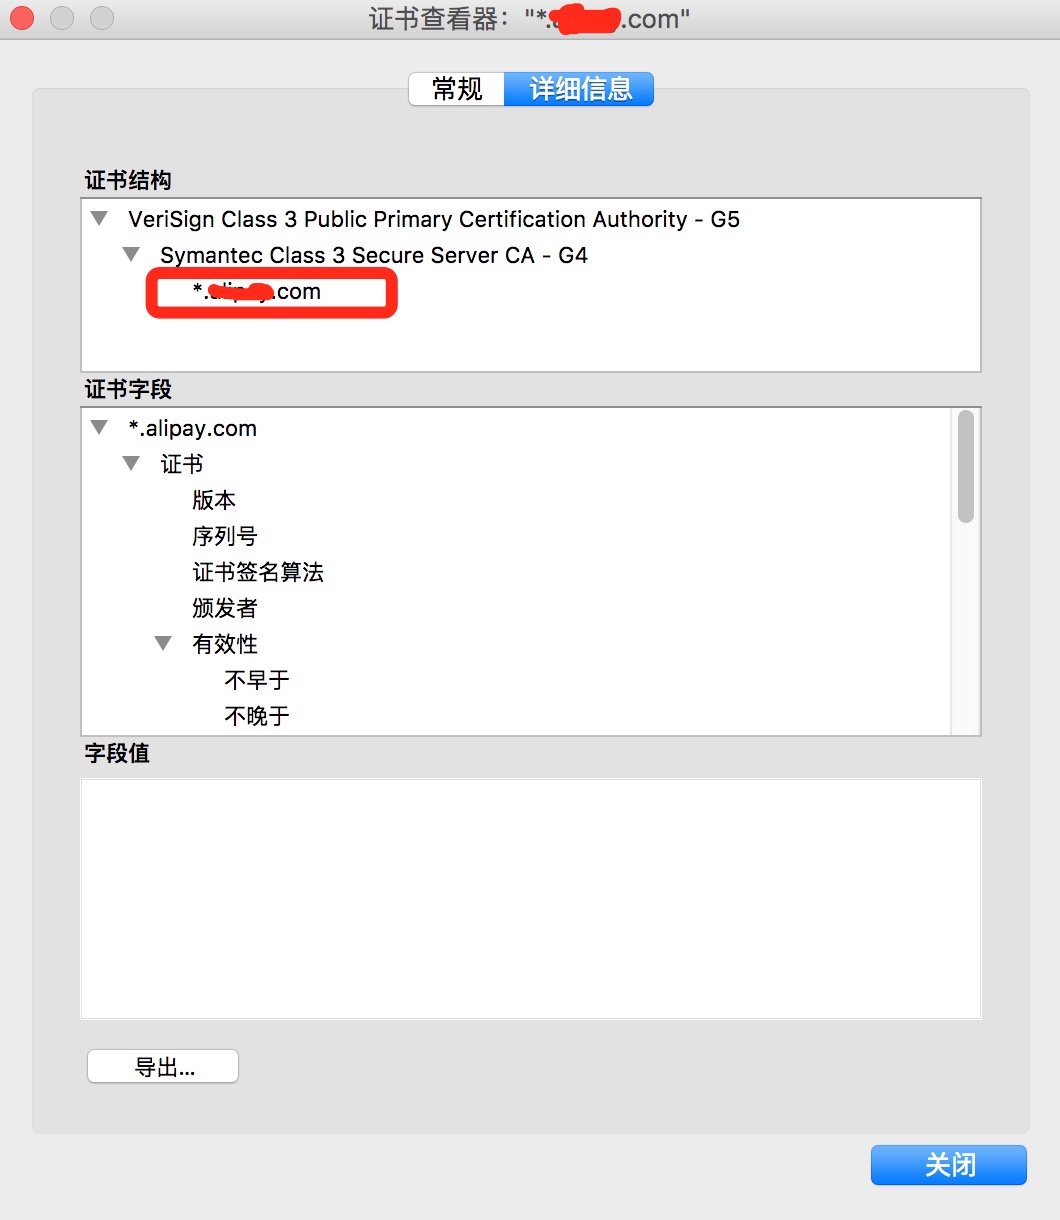 证书查看器："*. .com"
常规 详细信息
证书结构
VeriSign Class 3 Public Primary Certification Authority - G5
Symantec Class 3 Secure Server CA - G4
*. .com
证书字段
*.alipay.com
证书
版本
序列号
证书签名算法
颁发者
有效性
不早于
不晚于
字段值
导出...
关闭